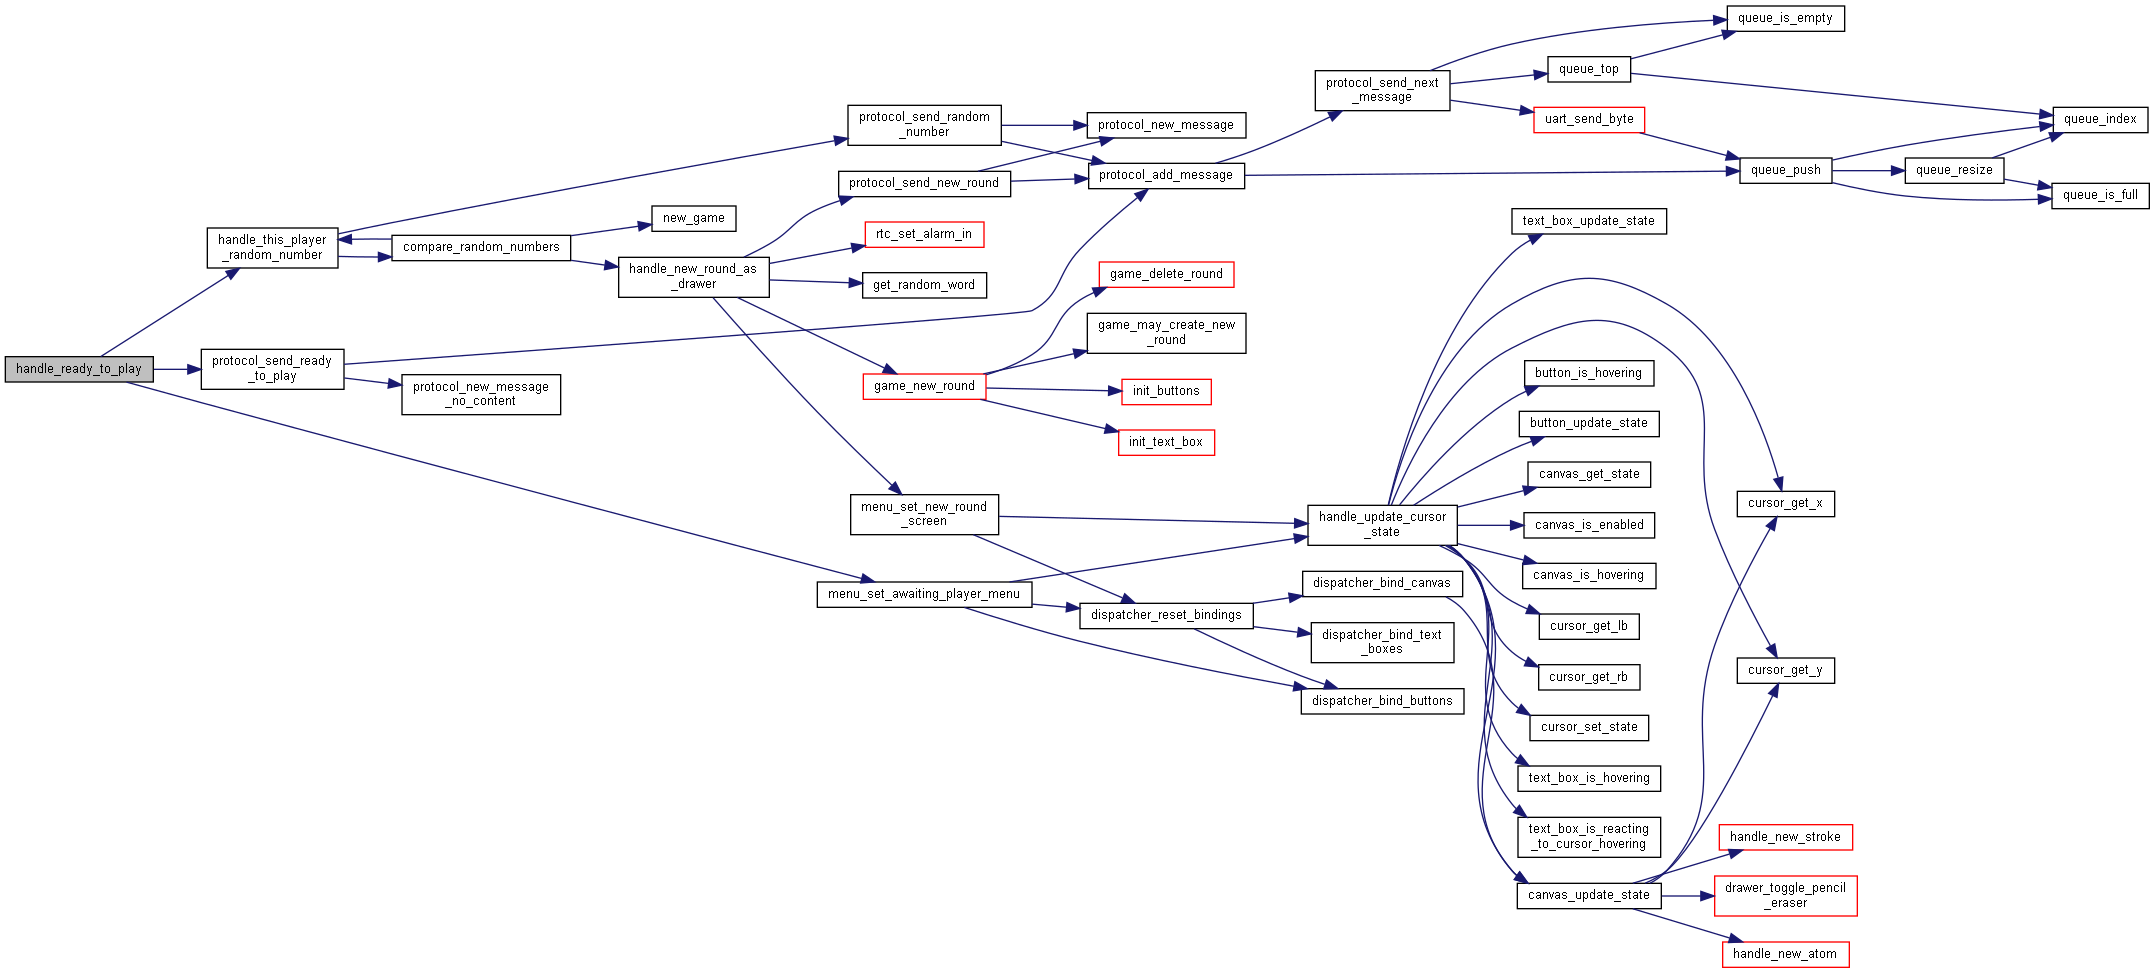 handle_ready_to_play
handle_this_player
_random_number
protocol_send_ready
_to_play
protocol_new_message
_no_content
compare_random_numbers
new_game
handle_new_round_as
_drawer
protocol_send_random
_number
protocol_send_new_round
rtc_set_alarm_in
get_random_word
game_new_round
menu_set_new_round
_screen
menu_set_awaiting_player_menu
protocol_new_message
protocol_add_message
game_delete_round
game_may_create_new
_round
init_buttons
init_text_box
dispatcher_reset_bindings
protocol_send_next
_message
handle_update_cursor
_state
dispatcher_bind_canvas
dispatcher_bind_text
_boxes
dispatcher_bind_buttons
queue_top
uart_send_byte
text_box_update_state
button_is_hovering
button_update_state
canvas_get_state
canvas_is_enabled
canvas_is_hovering
cursor_get_lb
cursor_get_rb
cursor_set_state
text_box_is_hovering
text_box_is_reacting
_to_cursor_hovering
canvas_update_state
queue_is_empty
queue_push
cursor_get_x
cursor_get_y
handle_new_stroke
drawer_toggle_pencil
_eraser
handle_new_atom
queue_resize
queue_index
queue_is_full